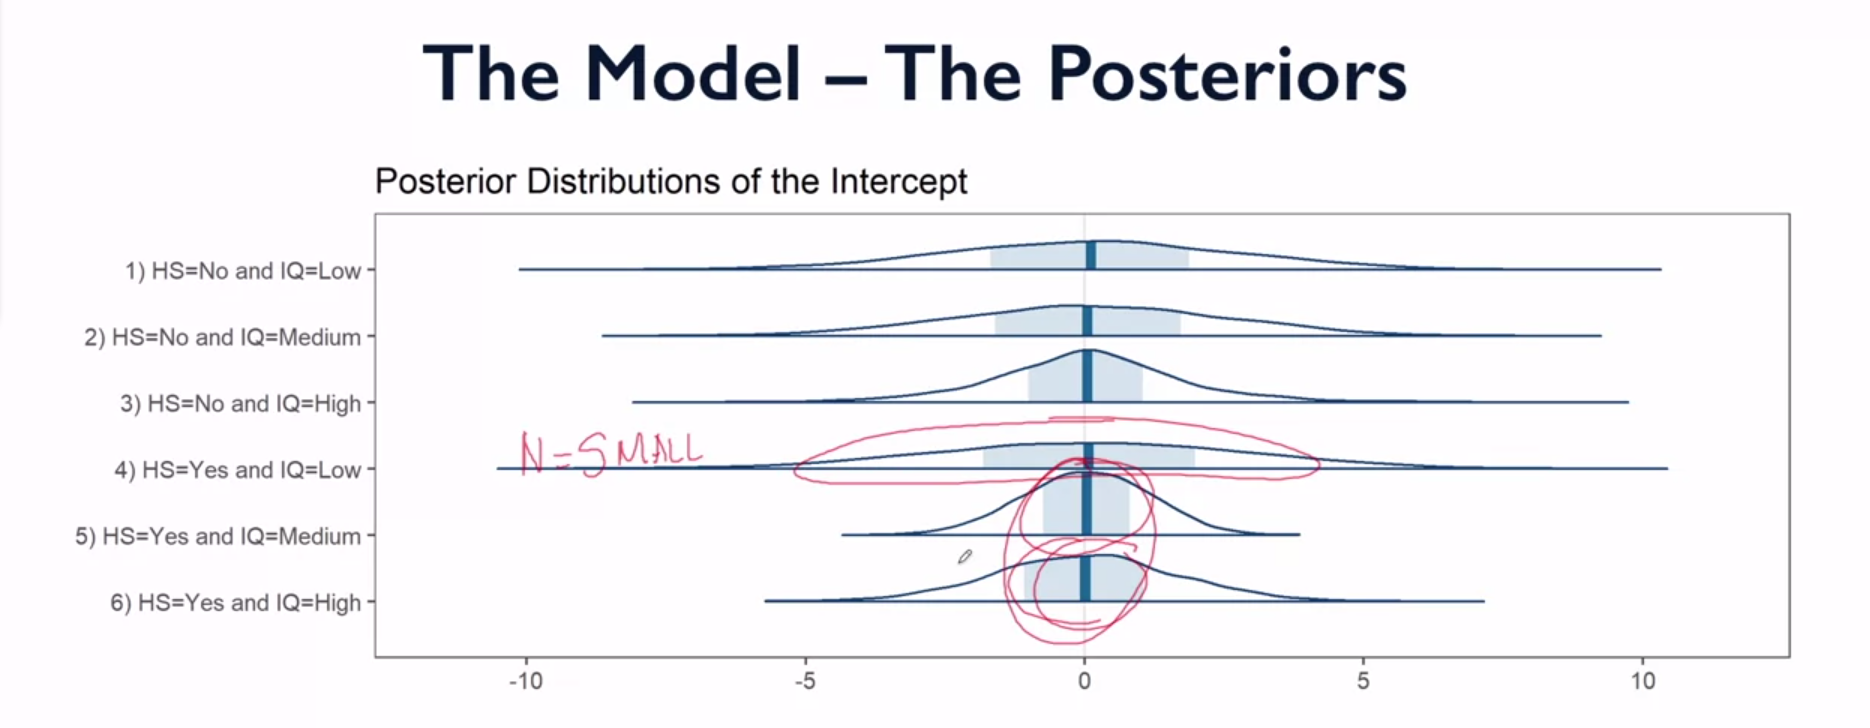 The Model – The Posteriors
Posterior Distributions of the Intercept
1) HS=No and IQ=Low
2) HS=No and IQ=Medium
3) HS=No and IQ=High
N=SMALL
4) HS=Yes and IQ=Low
5) HS=Yes and IQ=Medium
6) HS=Yes and IQ=High
-10 -5 0 5 10